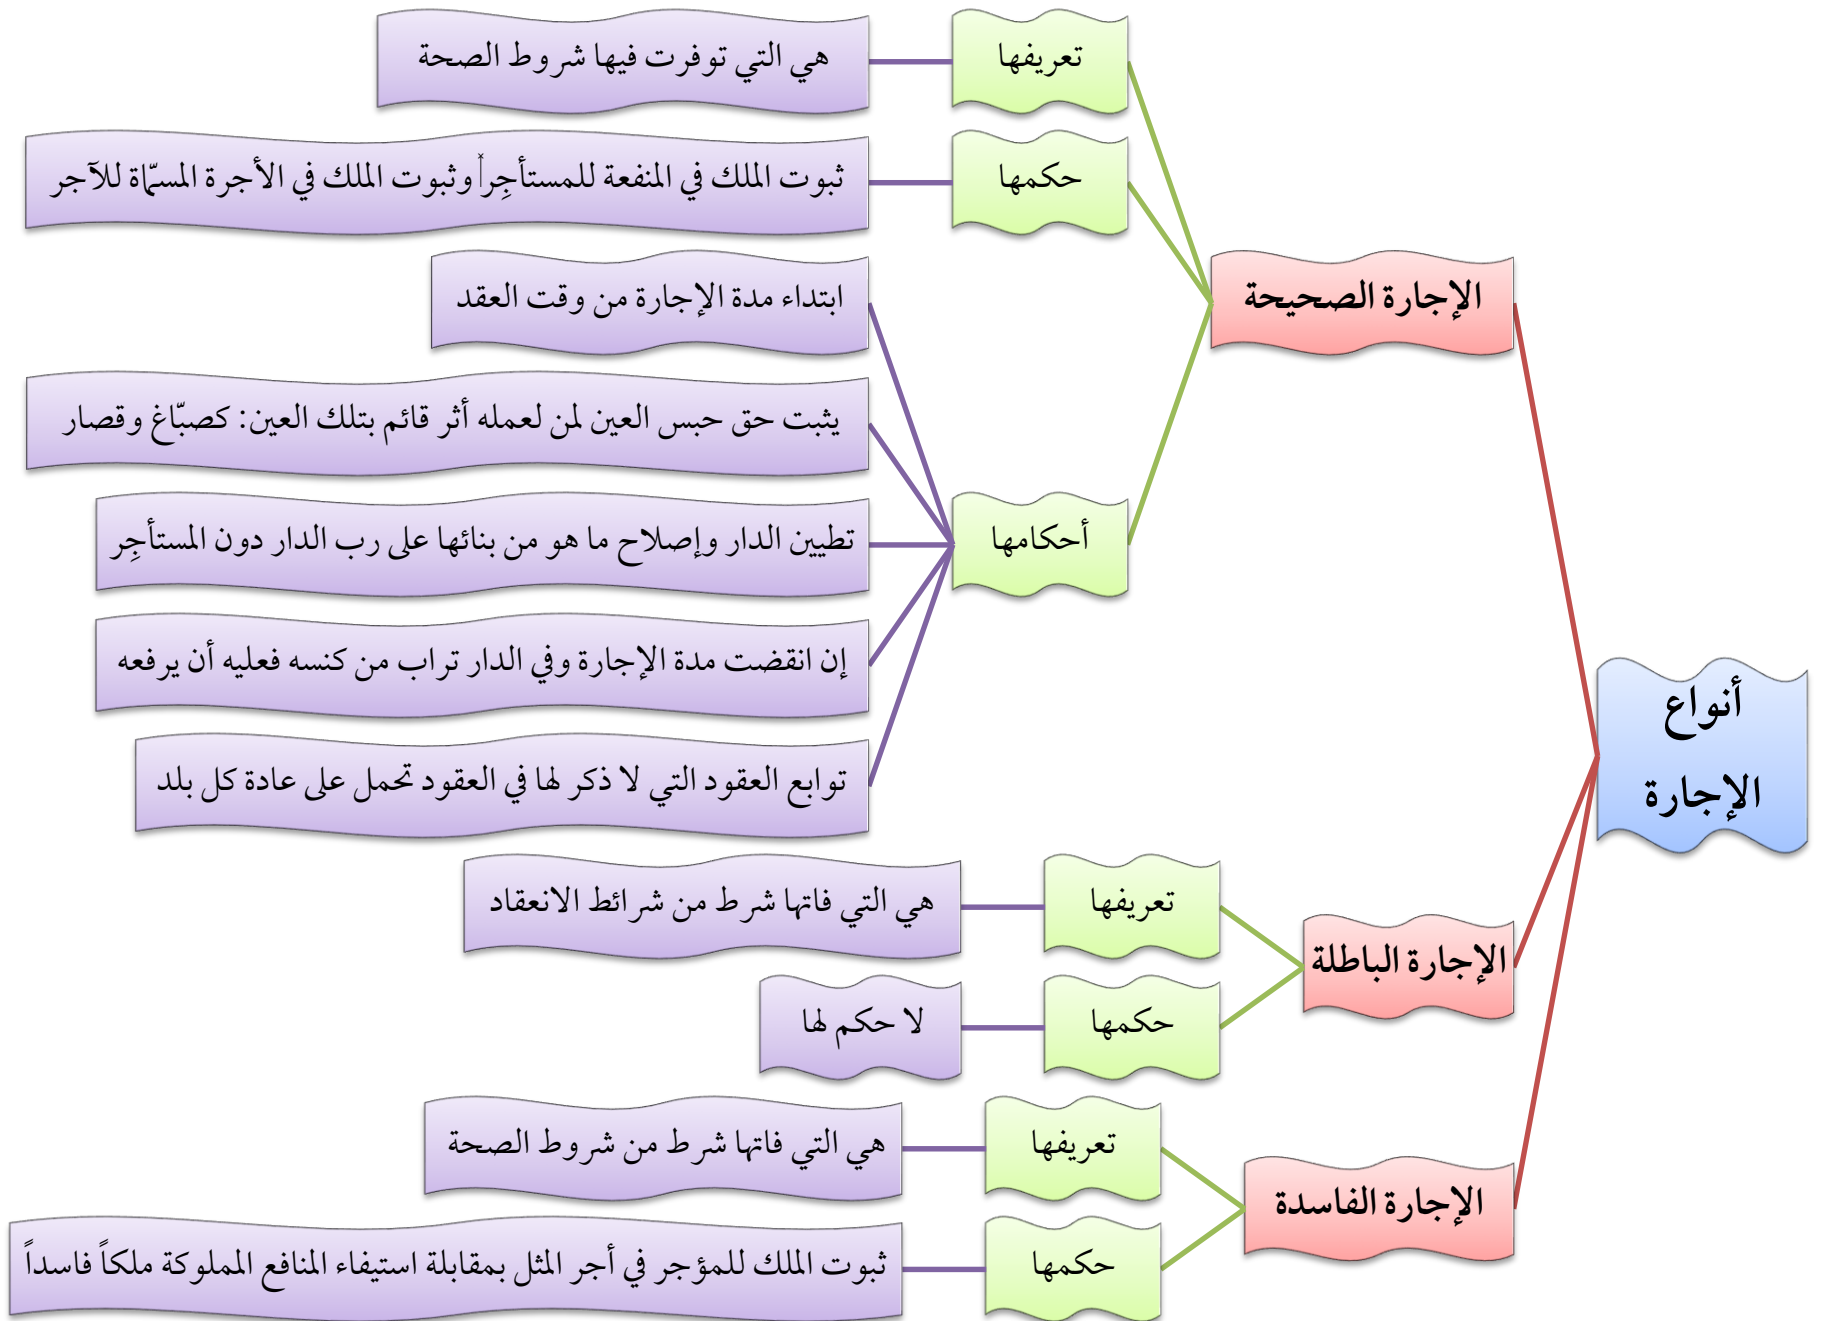 أنواع
الإجارة
الإجارة الصحيحة
تعريفها
هي التي توفرت فيها شروط الصحة
حكمها
ثبوت الملك في المنفعة للمستأجِر وثبوت الملك في الأجرة المسمّاة للآجر
أحكامها
ابتداء مدة الإجارة من وقت العقد
يثبت حق حبس العين لمن لعمله أثر قائم بتلك العين: كصبّاغ وقصار
تطيين الدار وإصلاح ما هو من بنائها على رب الدار دون المستأجِر
إن انقضت مدة الإجارة وفي الدار تراب من كنسه فعليه أن يرفعه
توابع العقود التي لا ذكر لها في العقود تحمل على عادة كل بلد
الإجارة الباطلة
تعريفها
هي التي فاتها شرط من شرائط الانعقاد
حكمها
لا حكم لها
الإجارة الفاسدة
تعريفها
هي التي فاتها شرط من شروط الصحة
حكمها
ثبوت الملك للمؤجر في أجر المثل بمقابلة استيفاء المنافع المملوكة ملكاً فاسداً